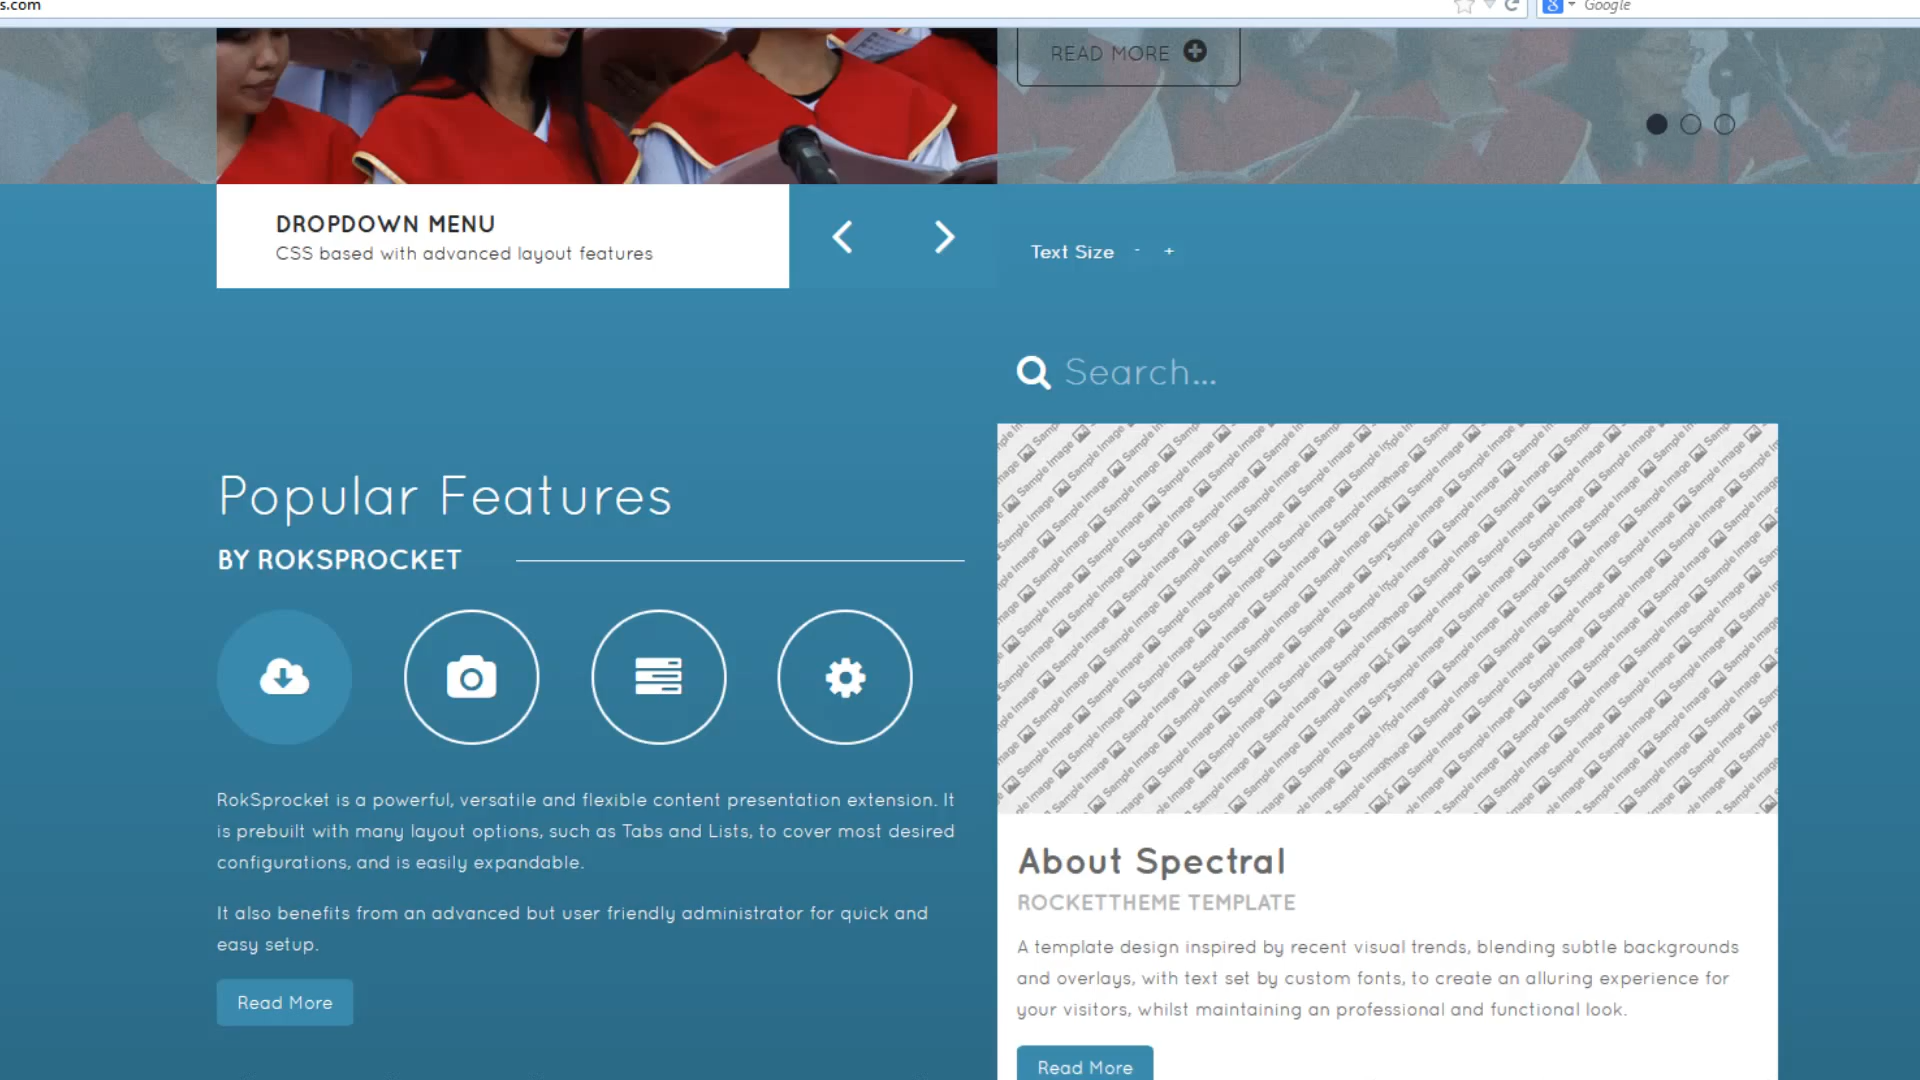 s.com
Google
READ MORE
DROPDOWN MENU
CSS based with advanced layout features
Text Size - +
Search...
Popular Features
BY ROKSPROCKET
RokSprocket is a powerful, versatile and flexible content presentation extension. It
is prebuilt with many layout options, such as Tabs and Lists, to cover most desired
configurations, and is easily expandable.
It also benefits from an advanced but user friendly administrator for quick and
easy setup.
Read More
Sample Image
About Spectral
ROCKETTHEME TEMPLATE
A template design inspired by recent visual trends, blending subtle backgrounds
and overlays, with text set by custom fonts, to create an alluring experience for
your visitors, whilst maintaining an professional and functional look.
Read More